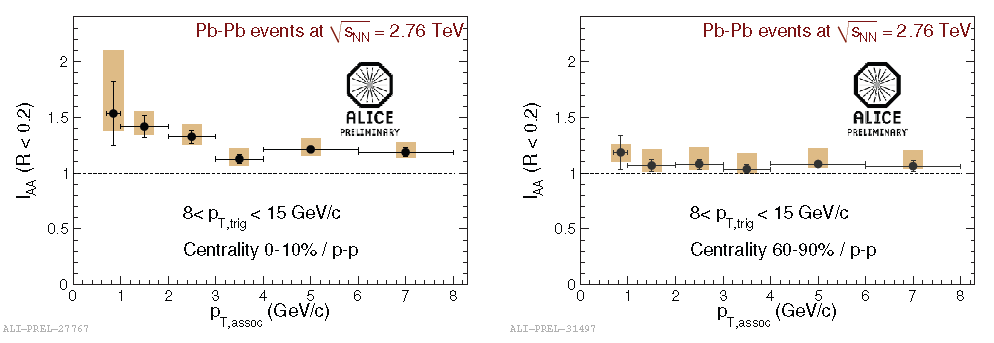 Pb-Pb events at √sNN = 2.76 TeV
2
1.5
1
0.5
0
IAA (R < 0.2)
ALICE
PRELIMINARY
8< pT,trig < 15 GeV/c
Centrality 0-10% / p-p
0 1 2 3 4 5 6 7 8
pT,assoc (GeV/c)
ALI-PREL-27767
Pb-Pb events at √sNN = 2.76 TeV
2
1.5
1
0.5
0
IAA (R < 0.2)
ALICE
PRELIMINARY
8< pT,trig < 15 GeV/c
Centrality 60-90% / p-p
0 1 2 3 4 5 6 7 8
pT,assoc (GeV/c)
ALI-PREL-31497